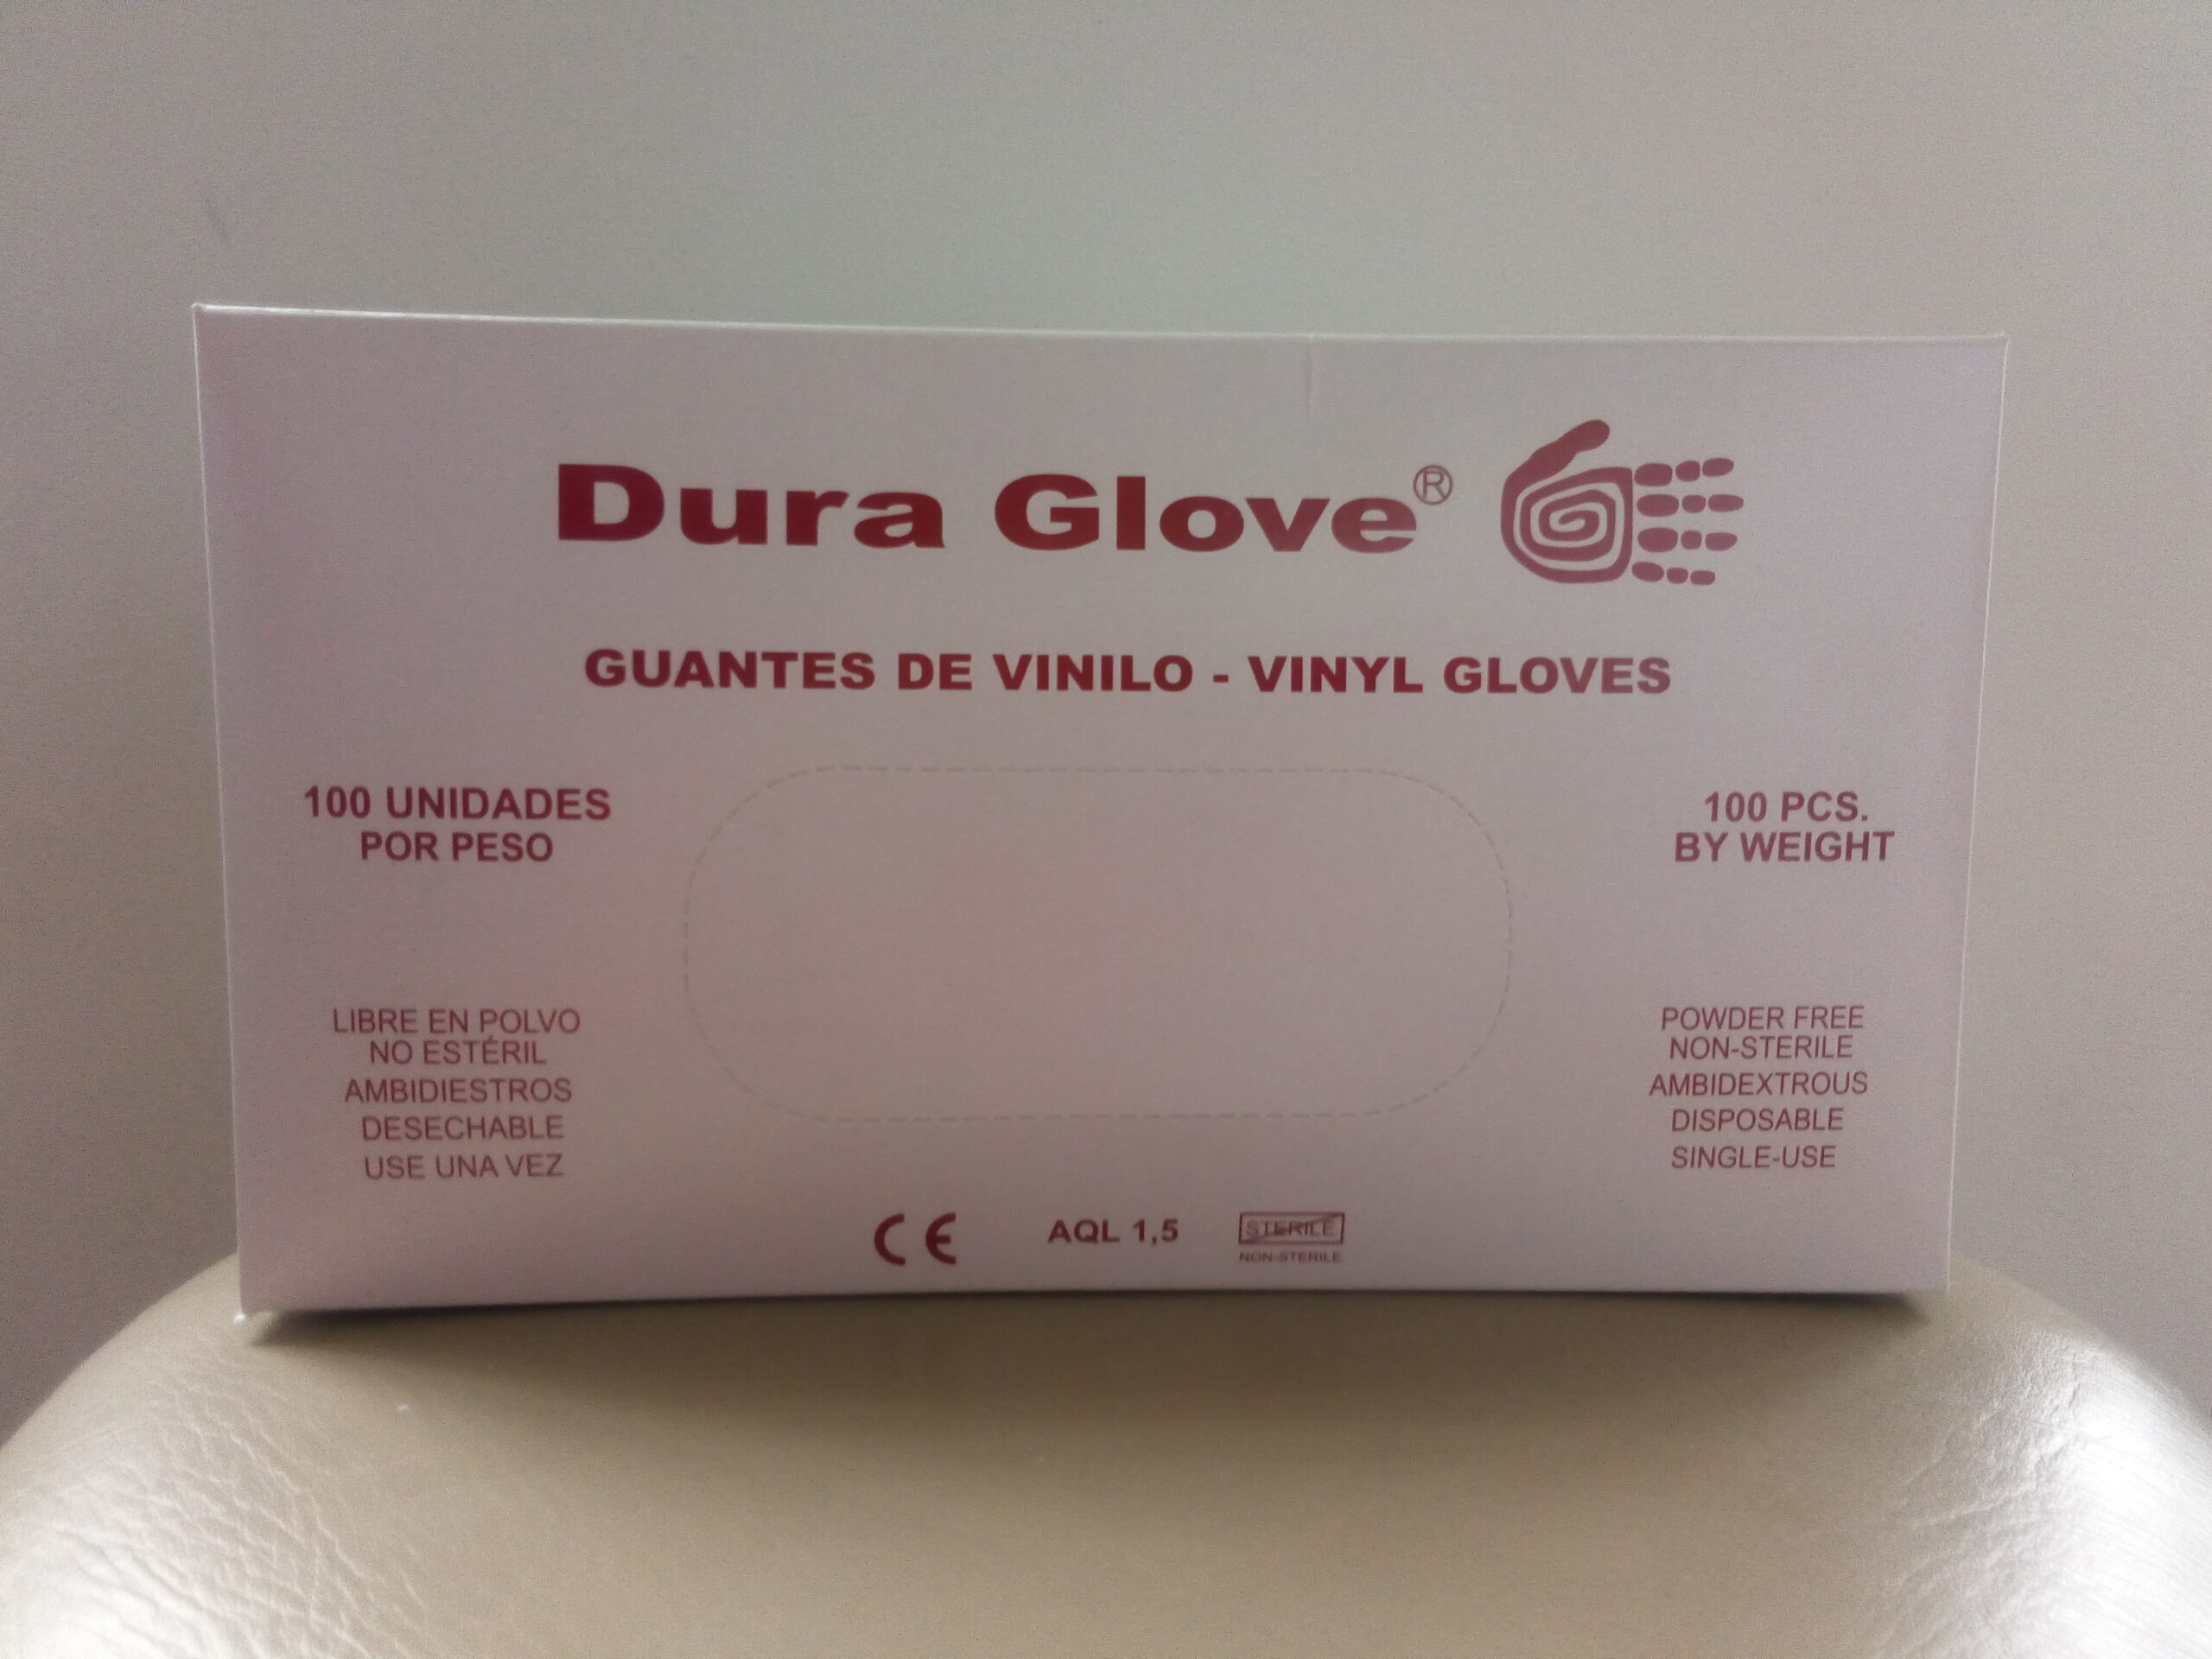 Dura Glove®
GUANTES DE VINILO - VINYL GLOVES
100 UNIDADES
POR PESO
100 PCS.
BY WEIGHT
LIBRE EN POLVO
NO ESTÉRIL
AMBIDIESTROS
DESECHABLE
USE UNA VEZ
POWDER FREE
NON-STERILE
AMBIDEXTROUS
DISPOSABLE
SINGLE-USE
CE
AQL 1,5
STERILE
NON-STERILE